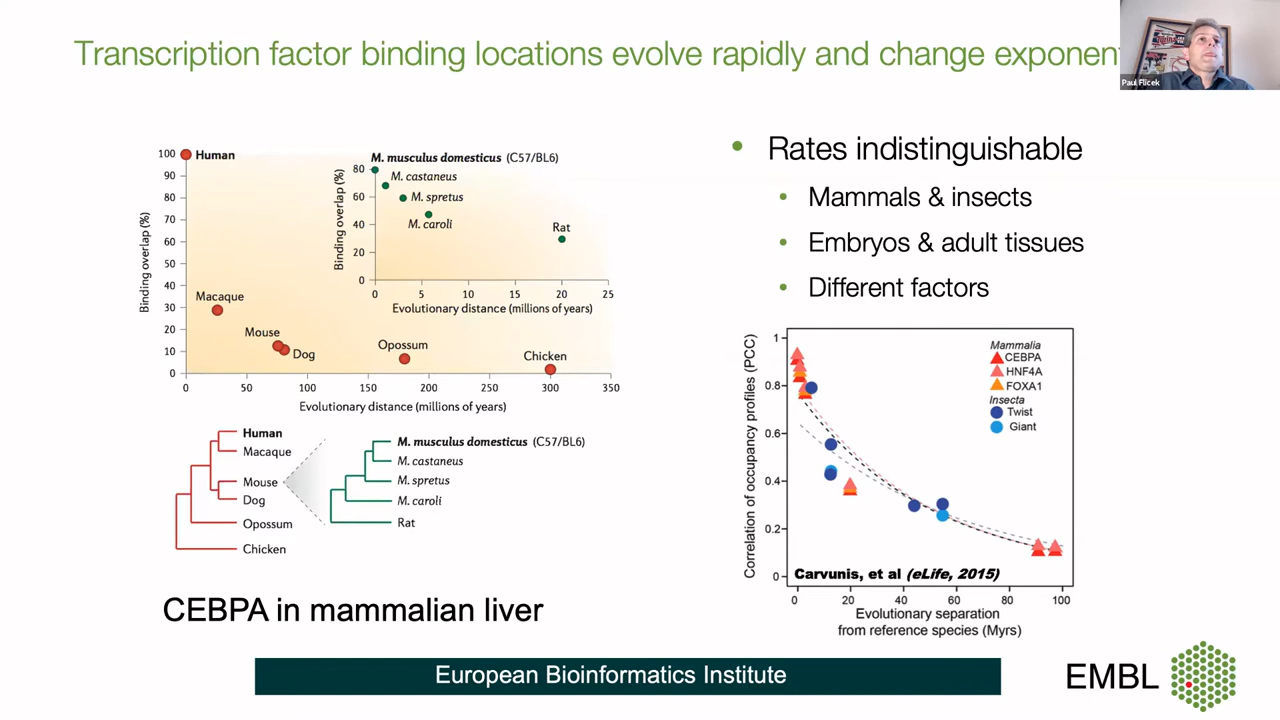 Transcription factor binding locations evolve rapidly and change exponent
Paul Flicek
100
90
80
70
60
50
40
30
20
10
0
Binding overlap (%)
Human
Macaque
Mouse
Dog
Opossum
Chicken
0 50 100 150 200 250 300 350
Evolutionary distance (millions of years)
M. musculus domesticus (C57/BL6)
80
60
40
20
0
Binding overlap (%)
M. castaneus
M. spretus
M. caroli
Rat
0 5 10 15 20 25
Evolutionary distance (millions of years)
Human
Macaque
Mouse
Dog
Opossum
Chicken
M. musculus domesticus (C57/BL6)
M. castaneus
M. spretus
M. caroli
Rat
CEBPA in mammalian liver
• Rates indistinguishable
• Mammals & insects
• Embryos & adult tissues
• Different factors
1
0.8
0.6
0.4
0.2
0
Correlation of occupancy profiles (PCC)
Mammalia
CEBPA
HNF4A
FOXA1
Insecta
Twist
Giant
Carvunis, et al (eLife, 2015)
0 20 40 60 80 100
Evolutionary separation
from reference species (Myrs)
European Bioinformatics Institute
EMBL